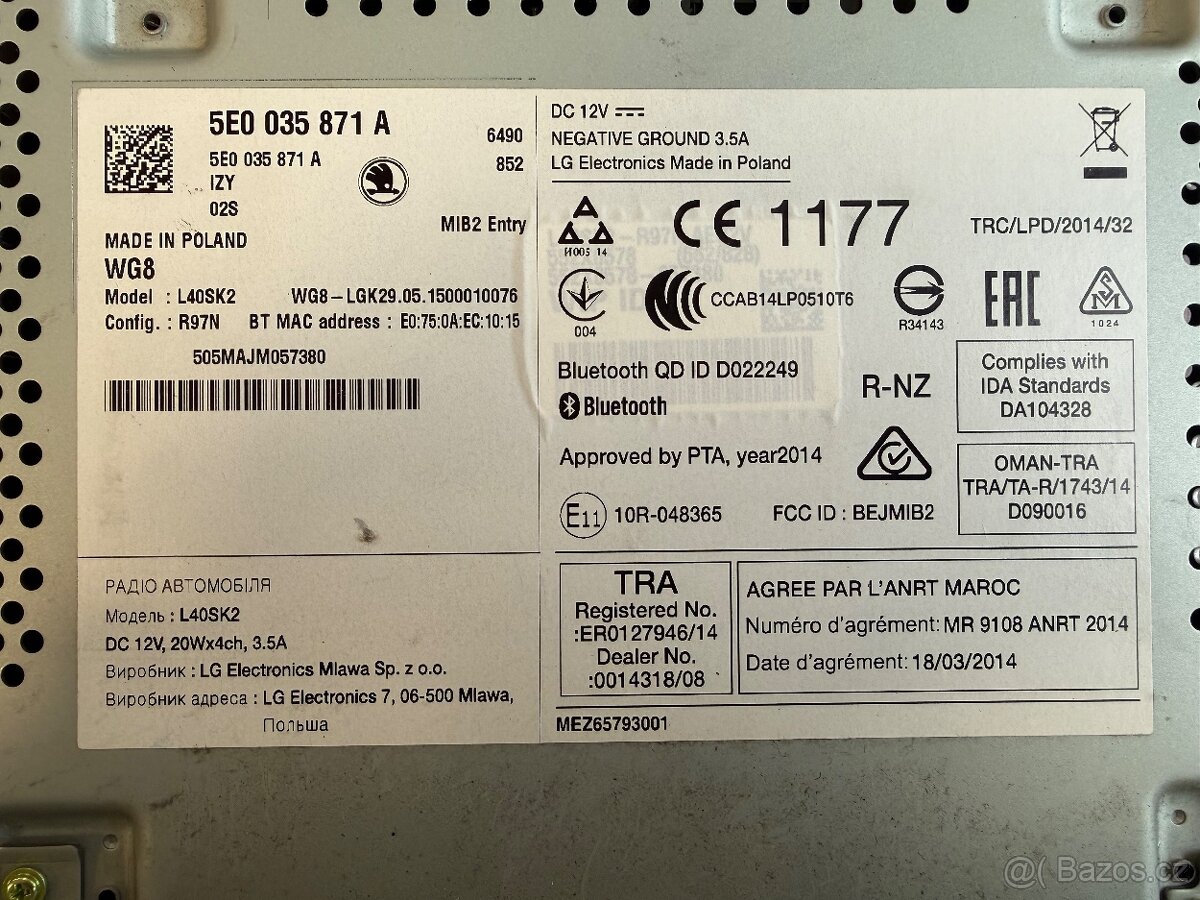 5E0 035 871 A
5E0 035 871 A
IZY
02S
6490
852
MIB2 Entry
MADE IN POLAND
WG8
Model : L40SK2 WG8-LGK29.05.1500010076
Config. : R97N BT MAC address : E0:75:0A:EC:10:15
505MAJM057380
РАДІО АВТОМОБІЛЯ
Модель : L40SK2
DC 12V, 20Wx4ch, 3.5A
Виробник : LG Electronics Mlawa Sp. z o.o.
Виробник адреса : LG Electronics 7, 06-500 Mlawa,
Польша
DC 12V
NEGATIVE GROUND 3.5A
LG Electronics Made in Poland
CE 1177
TRC/LPD/2014/32
И005 14
004
CCAB14LP0510T6
R34143
EAC
1024
Bluetooth QD ID D022249
Bluetooth
R-NZ
Complies with
IDA Standards
DA104328
Approved by PTA, year2014
OMAN-TRA
TRA/TA-R/1743/14
D090016
E11 10R-048365
FCC ID : BEJMIB2
TRA
Registered No.
:ER0127946/14
Dealer No.
:0014318/08
AGREE PAR L'ANRT MAROC
Numéro d'agrément: MR 9108 ANRT 2014
Date d'agrément: 18/03/2014
MEZ65793001
@( Bazos.cz